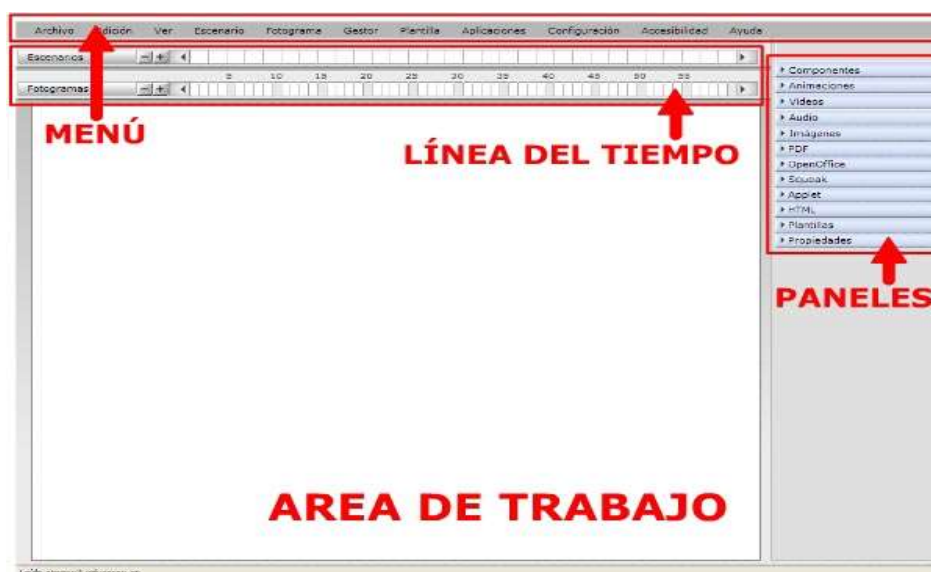 Archivo Edición Ver Escenario Fotograma Gestor Plantilla Aplicaciones Configuración Accesibilidad Ayuda
Escenarios - +
5 10 15 20 25 30 35 40 45 50 55
Fotogramas - +
MENÚ
LÍNEA DEL TIEMPO
Componentes
Animaciones
Videos
Audio
Imágenes
PDF
OpenOffice
Squeak
Applet
HTML
Plantillas
Propiedades
PANELES
AREA DE TRABAJO